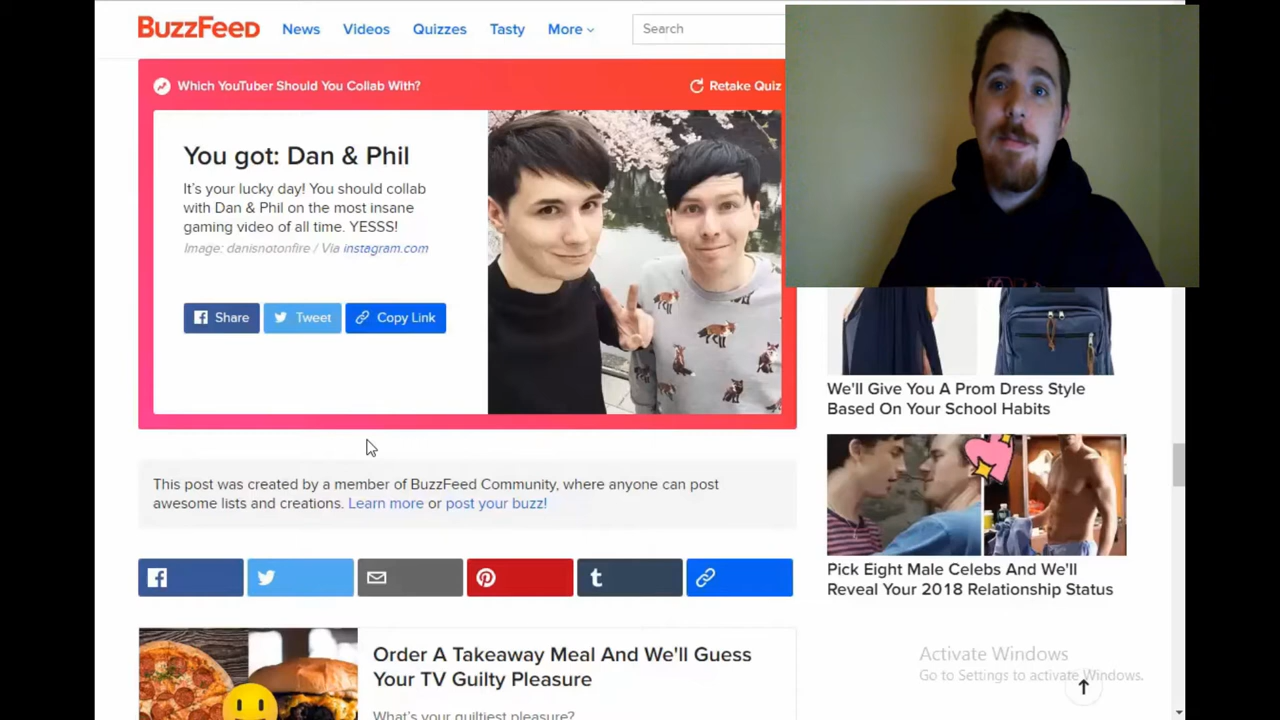 BuzzFeed News Videos Quizzes Tasty More Search
Which YouTuber Should You Collab With? Retake Quiz
You got: Dan & Phil
It's your lucky day! You should collab
with Dan & Phil on the most insane
gaming video of all time. YESSS!
Image: danisnotonfire / Via instagram.com
Share Tweet Copy Link
We'll Give You A Prom Dress Style
Based On Your School Habits
This post was created by a member of BuzzFeed Community, where anyone can post
awesome lists and creations. Learn more or post your buzz!
Pick Eight Male Celebs And We'll
Reveal Your 2018 Relationship Status
Order A Takeaway Meal And We'll Guess
Your TV Guilty Pleasure
What's your guiltiest pleasure?
Activate Windows
Go to Settings to activate Windows.